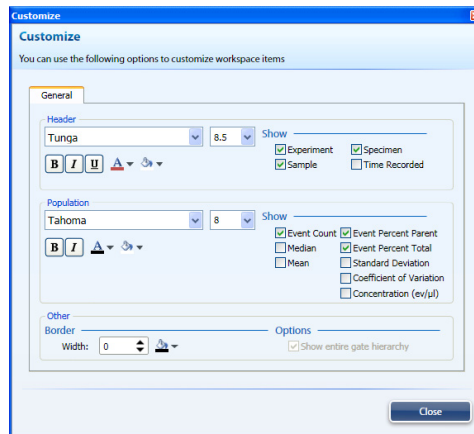 Customize
Customize
You can use the following options to customize workspace items
General
Header
Tunga 8.5 Show
Experiment Specimen
B I U A Sample Time Recorded
Population
Tahoma 8 Show
Event Count Event Percent Parent
B I A Median Event Percent Total
Mean Standard Deviation
Coefficient of Variation
Concentration (ev/µl)
Other
Border Options
Width: 0 Show entire gate hierarchy
Close